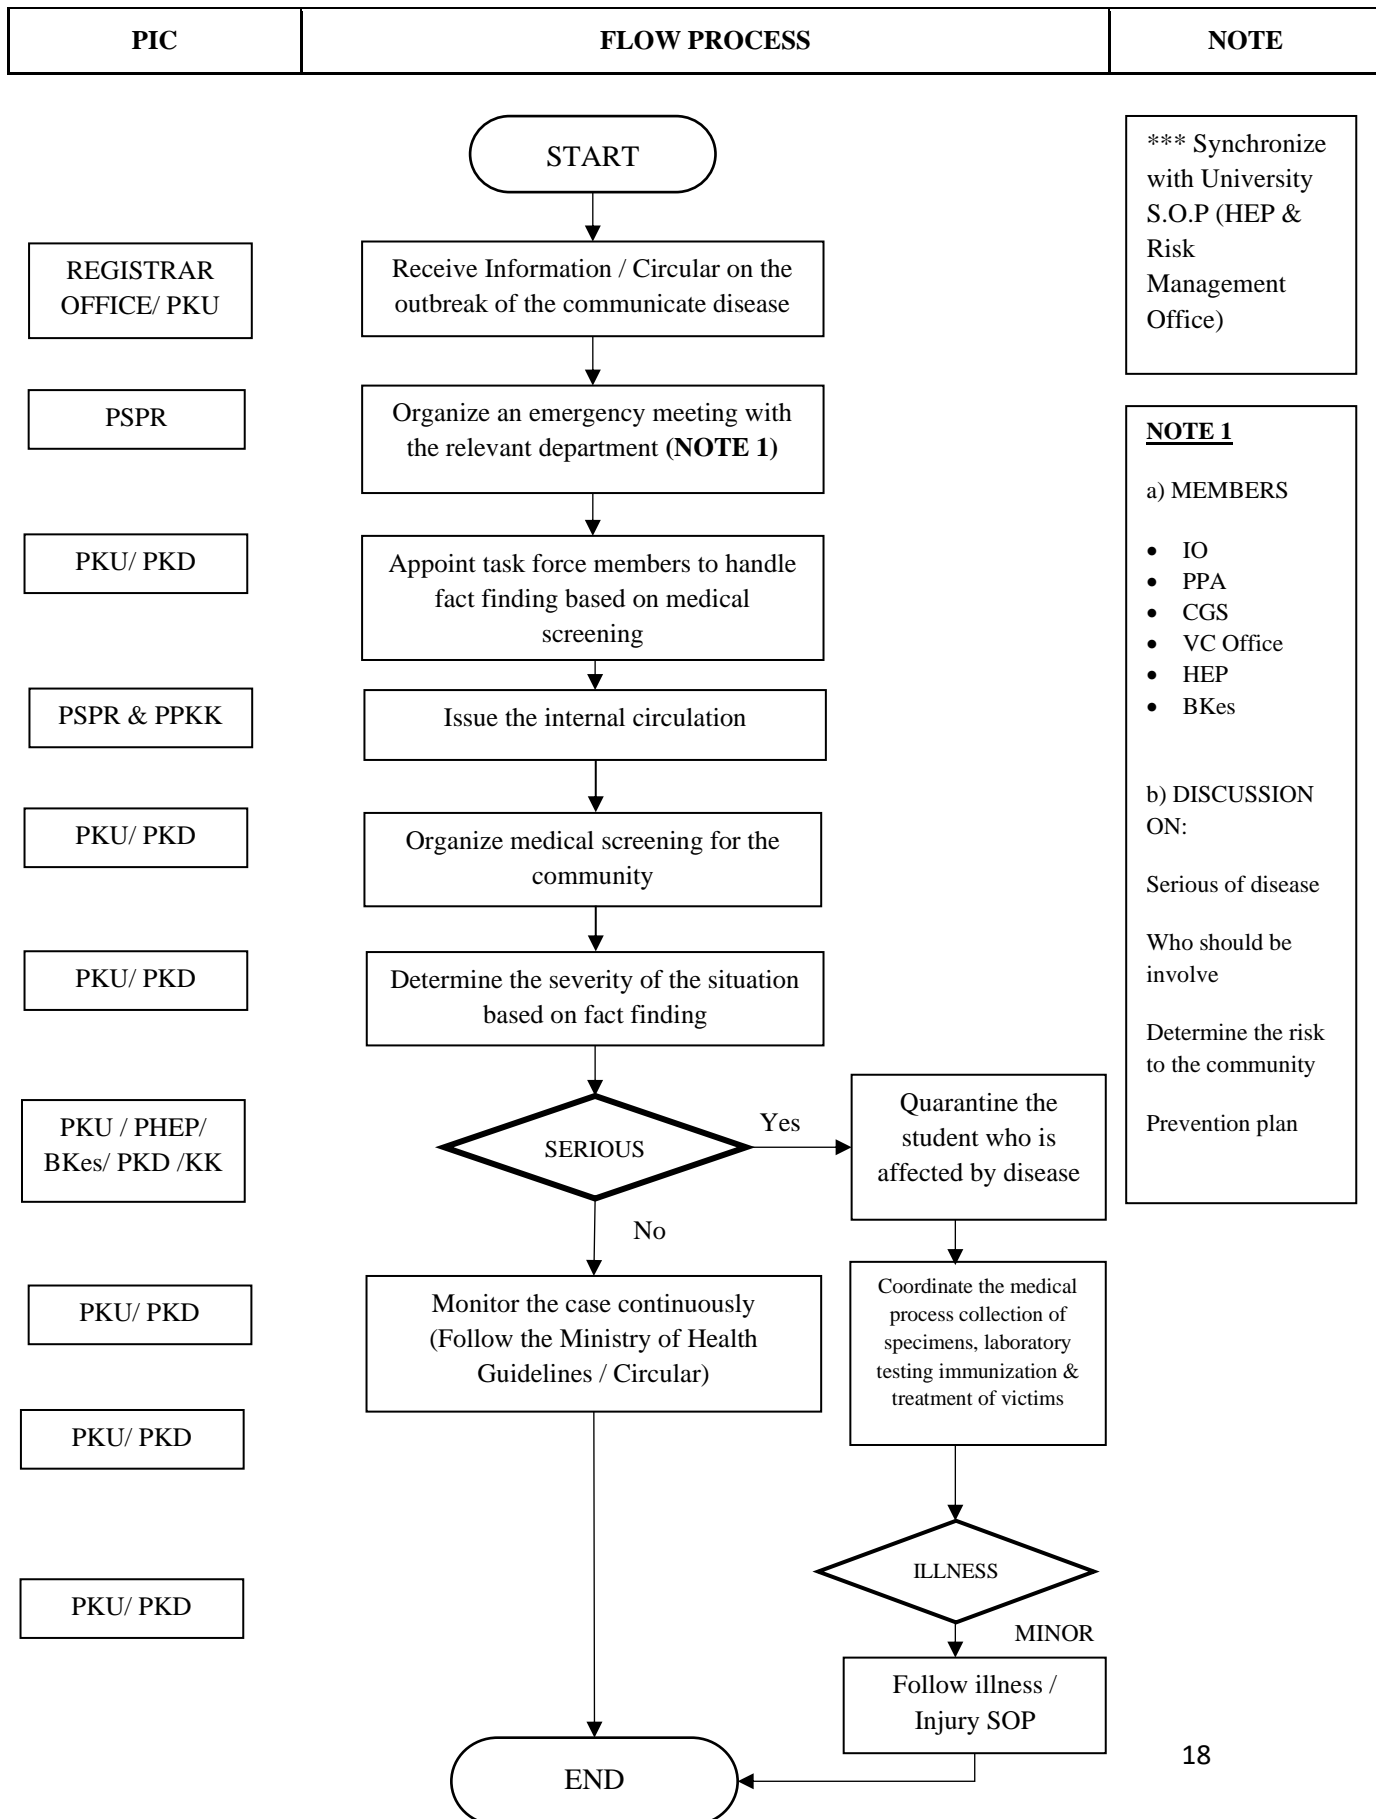 PIC
FLOW PROCESS
NOTE
START
*** Synchronize
with University
S.O.P (HEP &
Risk
Management
Office)
REGISTRAR
OFFICE/ PKU
Receive Information / Circular on the
outbreak of the communicate disease
PSPR
Organize an emergency meeting with
the relevant department (NOTE 1)
NOTE 1
a) MEMBERS
• IO
• PPA
• CGS
• VC Office
• HEP
• BKes
b) DISCUSSION
ON:
Serious of disease
Who should be
involve
Determine the risk
to the community
Prevention plan
PKU/ PKD
Appoint task force members to handle
fact finding based on medical
screening
PSPR & PPKK
Issue the internal circulation
PKU/ PKD
Organize medical screening for the
community
PKU/ PKD
Determine the severity of the situation
based on fact finding
PKU / PHEP/
BKes/ PKD /KK
SERIOUS
Yes
Quarantine the
student who is
affected by disease
No
PKU/ PKD
Monitor the case continuously
(Follow the Ministry of Health
Guidelines / Circular)
Coordinate the medical
process collection of
specimens, laboratory
testing immunization &
treatment of victims
PKU/ PKD
ILLNESS
PKU/ PKD
MINOR
Follow illness /
Injury SOP
END
18